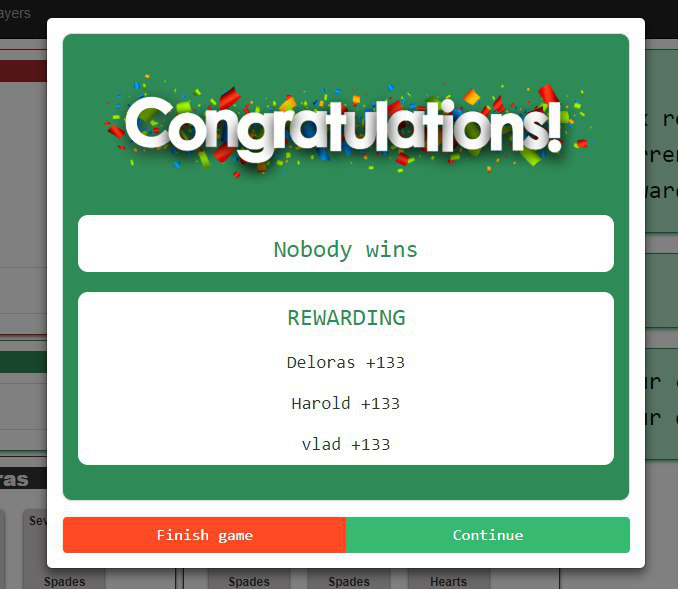 Congratulations!
Nobody wins
REWARDING
Deloras +133
Harold +133
vlad +133
Finish game
Continue
Spades
Spades
Spades
Hearts